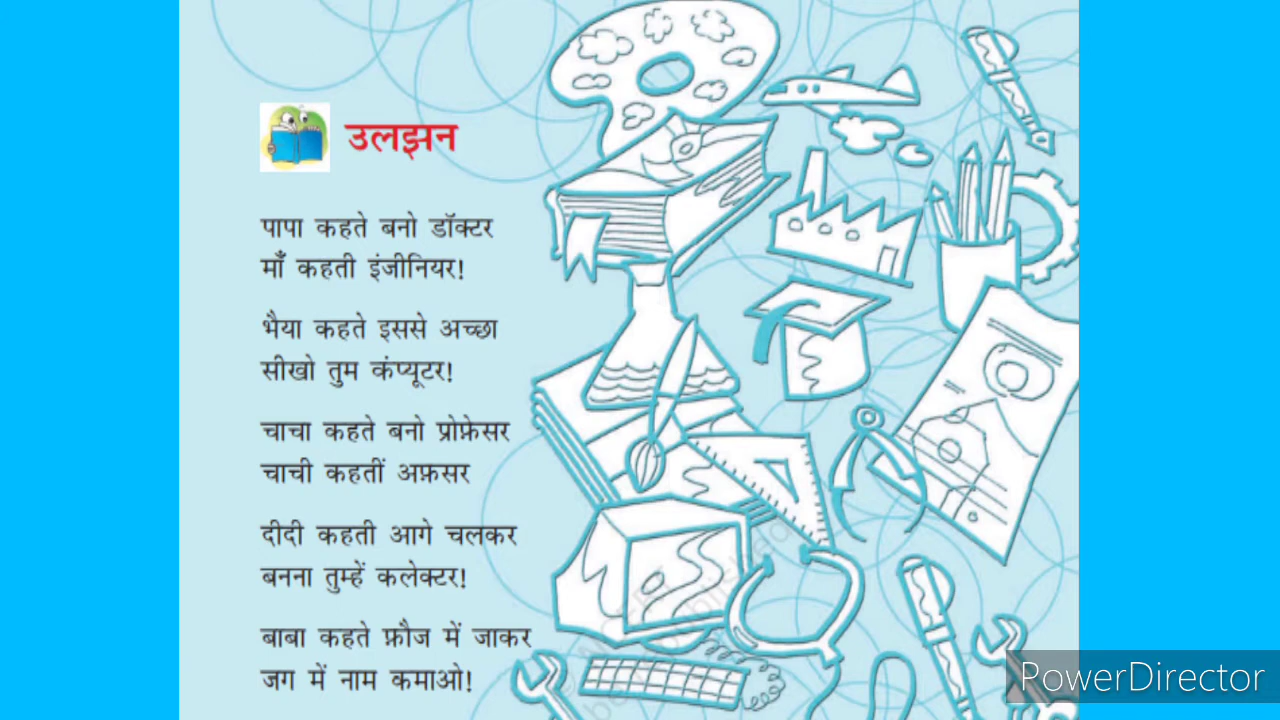 उलझन
पापा कहते बनो डॉक्टर
माँ कहती इंजीनियर!
भैया कहते इससे अच्छा
सीखो तुम कंप्यूटर!
चाचा कहते बनो प्रोफ़ेसर
चाची कहतीं अफ़सर
दीदी कहती आगे चलकर
बनना तुम्हें कलेक्टर!
बाबा कहते फ़ौज में जाकर
जग में नाम कमाओ!
PowerDirector